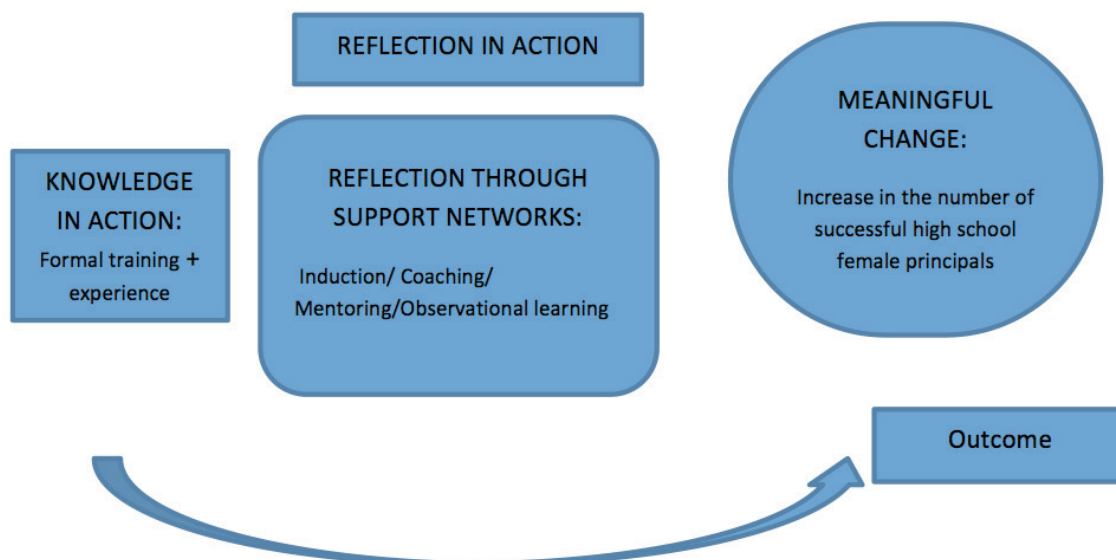 REFLECTION IN ACTION
KNOWLEDGE
IN ACTION:
Formal training +
experience
REFLECTION THROUGH
SUPPORT NETWORKS:
Induction/ Coaching/
Mentoring/Observational learning
MEANINGFUL
CHANGE:
Increase in the number of
successful high school
female principals
Outcome